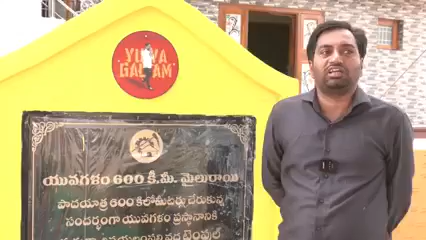 YUVA
GALAM
యువగళం 600 కి.మీ. మైలురాయి
పాదయాత్ర 600 కిలోమీటర్లు చేరుకున్న
సందర్భంగా యువగళం ప్రస్థానానికి